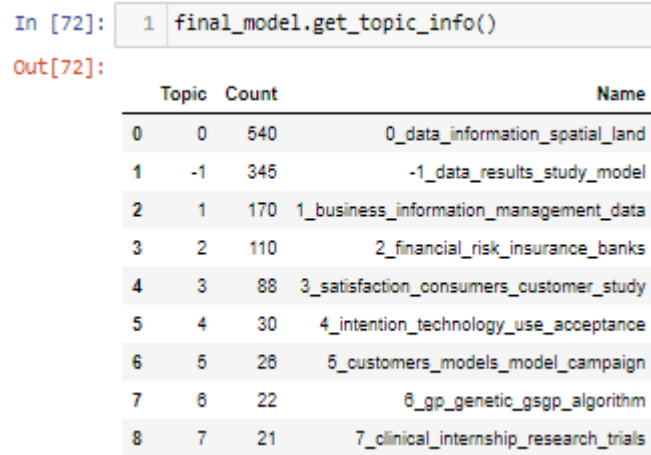 In [72]: 1 final_model.get_topic_info()
Out[72]:
Topic Count Name
0 0 540 0_data_information_spatial_land
1 -1 345 -1_data_results_study_model
2 1 170 1_business_information_management_data
3 2 110 2_financial_risk_insurance_banks
4 3 88 3_satisfaction_consumers_customer_study
5 4 30 4_intention_technology_use_acceptance
6 5 26 5_customers_models_model_campaign
7 6 22 6_gp_genetic_gsgp_algorithm
8 7 21 7_clinical_internship_research_trials